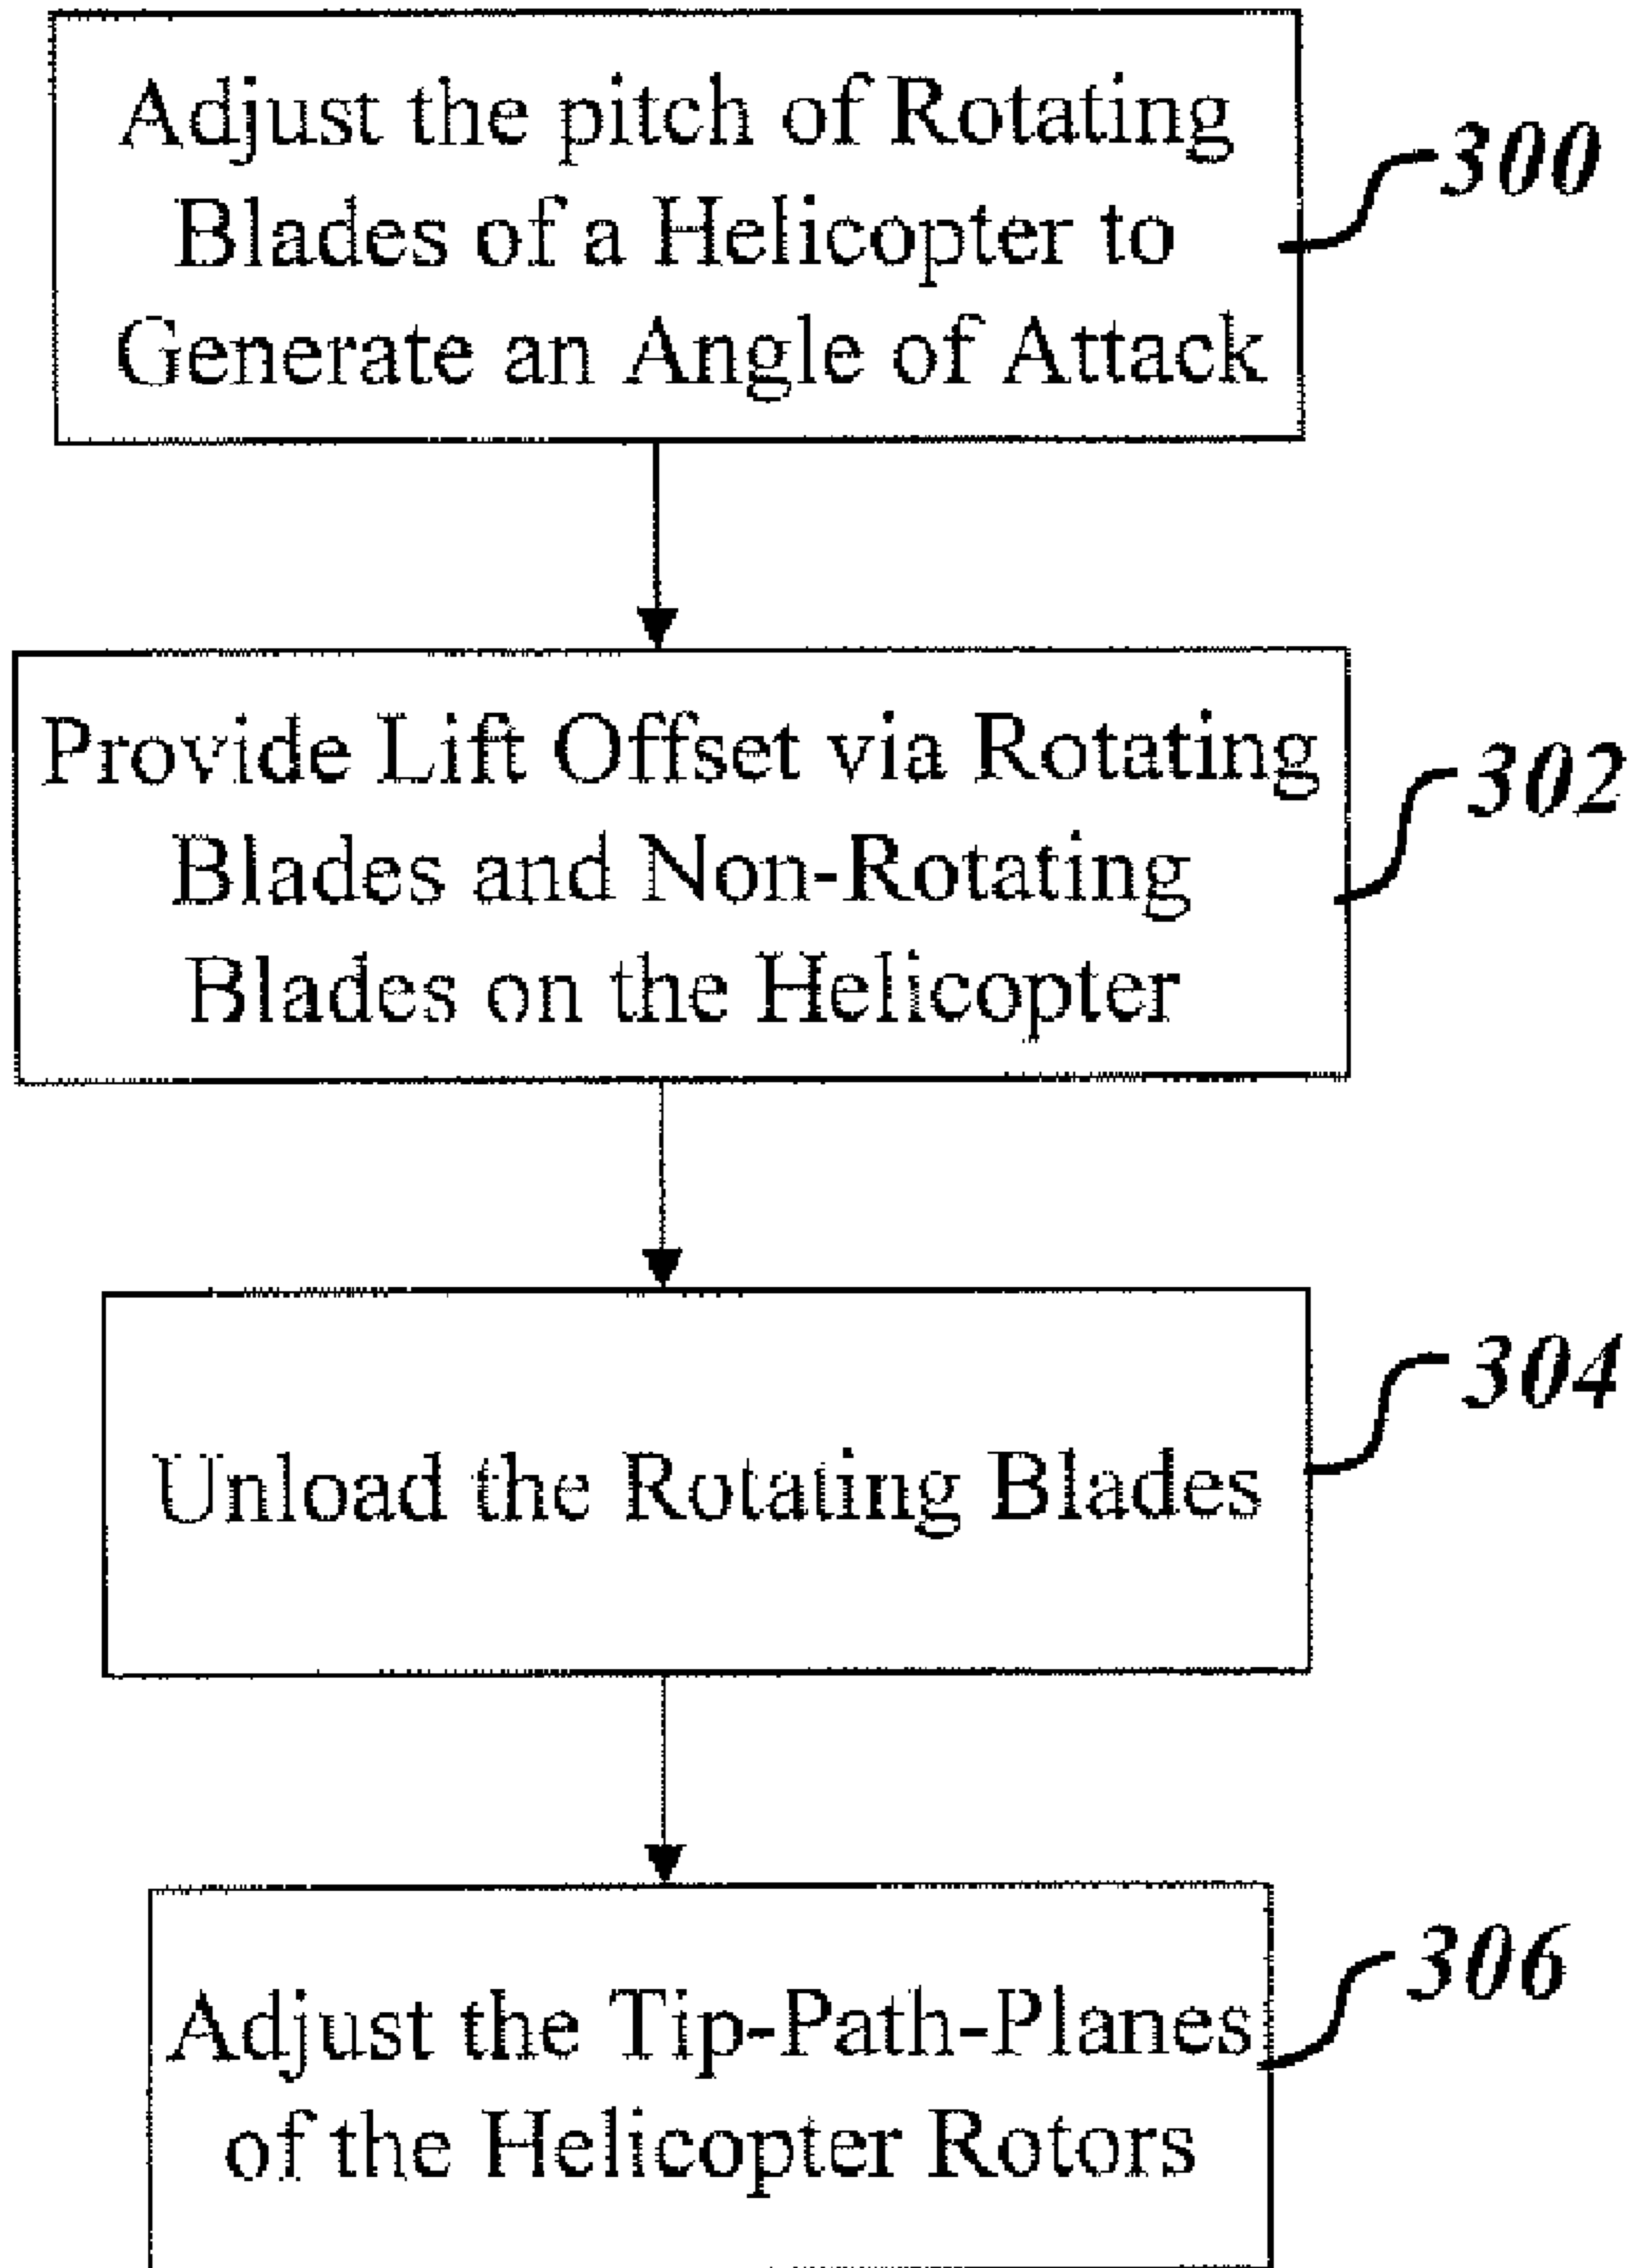 Adjust the pitch of Rotating
Blades of a Helicopter to
Generate an Angle of Attack
300
Provide Lift Offset via Rotating
Blades and Non-Rotating
Blades on the Helicopter
302
Unload the Rotating Blades
304
Adjust the Tip-Path-Planes
of the Helicopter Rotors
306